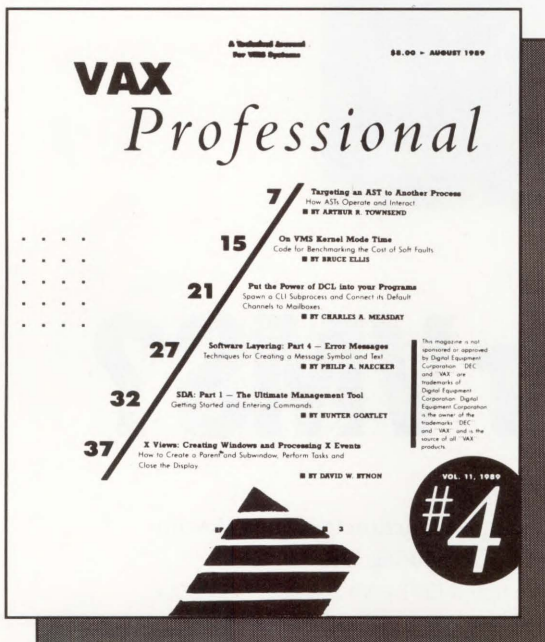 A Technical Journal
For VMS Systems
$8.00 ▸ AUGUST 1989
VAX
Professional
7
Targeting an AST to Another Process
How ASTs Operate and Interact
■ BY ARTHUR R. TOWNSEND
15
On VMS Kernel Mode Time
Code for Benchmarking the Cost of Soft Faults
■ BY BRUCE ELLIS
21
Put the Power of DCL into your Programs
Spawn a CLI Subprocess and Connect its Default
Channels to Mailboxes
■ BY CHARLES A. MEASDAY
27
Software Layering: Part 4 — Error Messages
Techniques for Creating a Message Symbol and Text
■ BY PHILIP A. NAECKER
32
SDA: Part 1 — The Ultimate Management Tool
Getting Started and Entering Commands
■ BY HUNTER GOATLEY
37
X Views: Creating Windows and Processing X Events
How to Create a Parent and Subwindow, Perform Tasks and
Close the Display
■ BY DAVID W. BYNON
This magazine is not
sponsored or approved
by Digital Equipment
Corporation "DEC"
and "VAX" are
trademarks of
Digital Equipment
Corporation Digital
Equipment Corporation
is the owner of the
trademarks "DEC"
and "VAX" and is the
source of all "VAX"
products.
VOL. 11, 1989
#4
■ 3